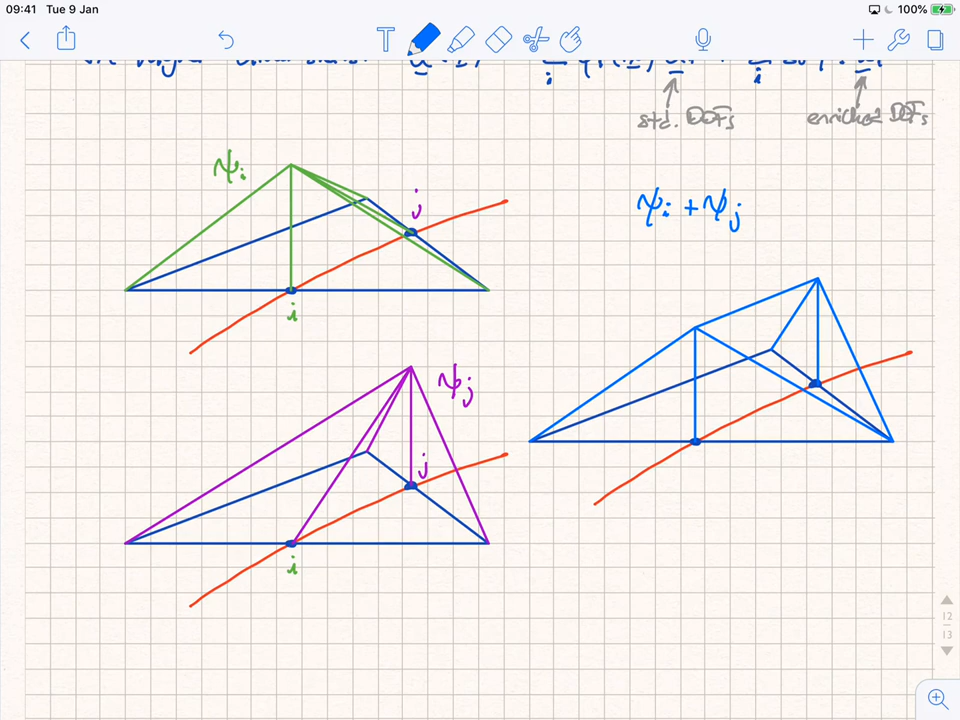 09:41 Tue 9 Jan
100%
T
std. DOFs
enriched DOFs
ψi
j
ψi + ψj
i
ψj
j
i
12
13